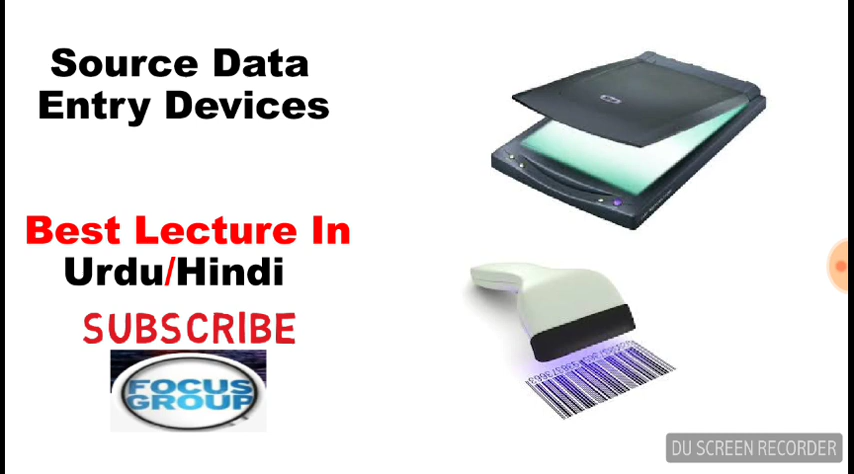 Source Data
Entry Devices
Best Lecture In
Urdu/Hindi
SUBSCRIBE
FOCUS
GROUP
DU SCREEN RECORDER